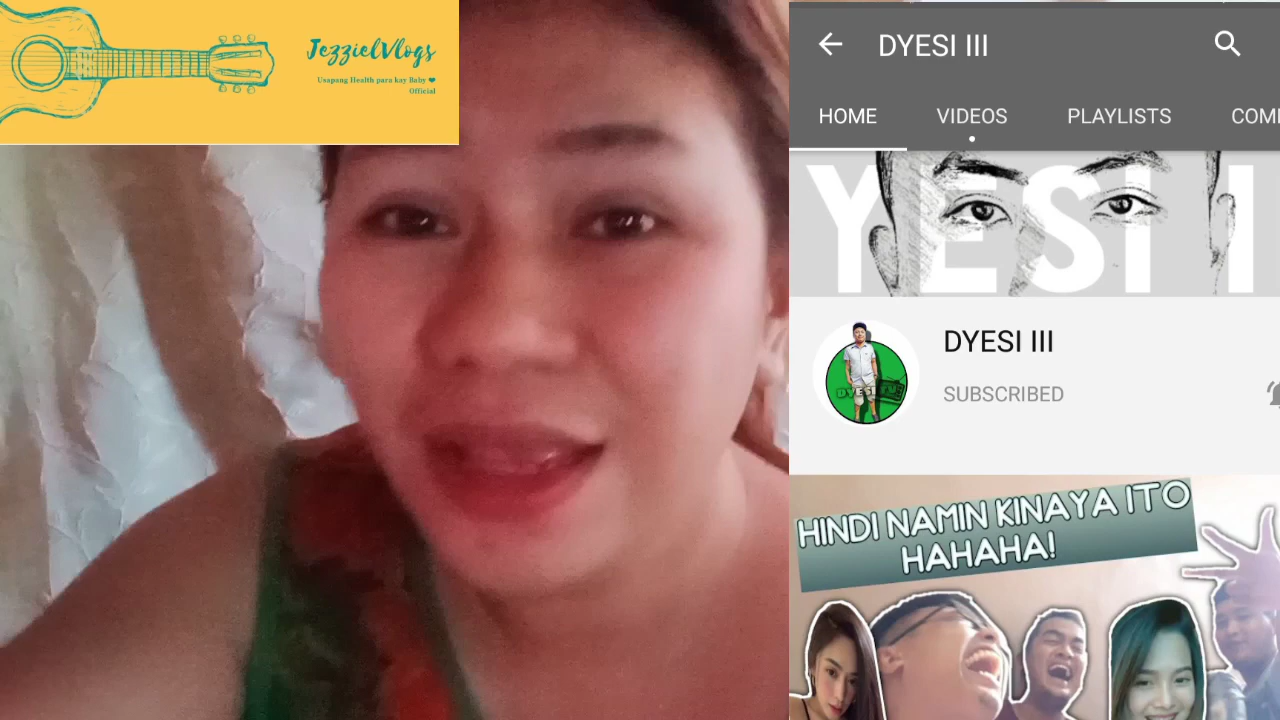 JezzielVlogs
Usapang Health para kay Baby ❤
Official
DYESI III
HOME VIDEOS PLAYLISTS COM
YESI I
DYESI III
SUBSCRIBED
HINDI NAMIN KINAYA ITO
HAHAHA!